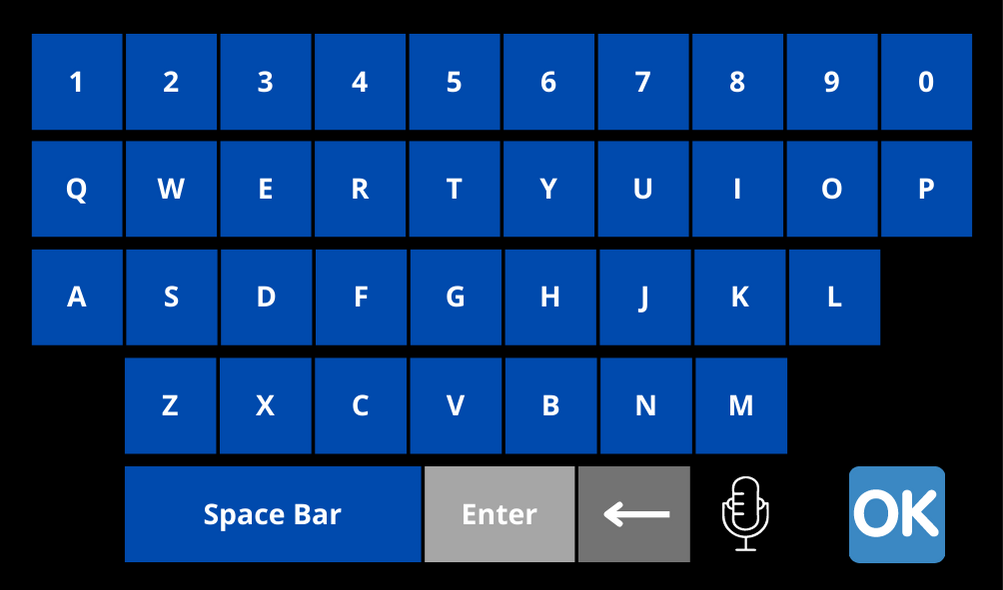 1 2 3 4 5 6 7 8 9 0
Q W E R T Y U I O P
A S D F G H J K L
Z X C V B N M
Space Bar Enter OK